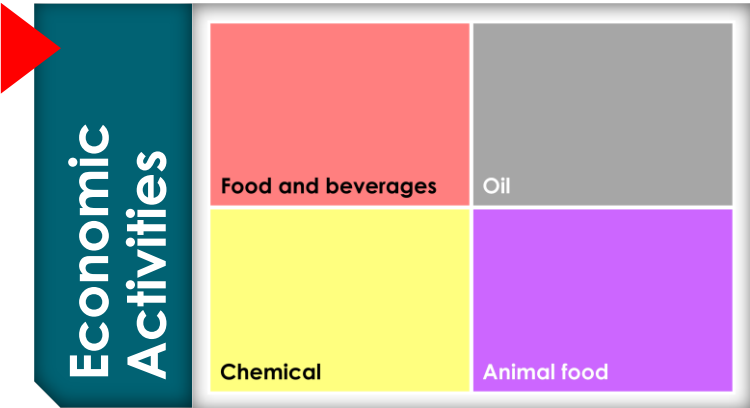 Economic
Activities
Food and beverages
Oil
Chemical
Animal food